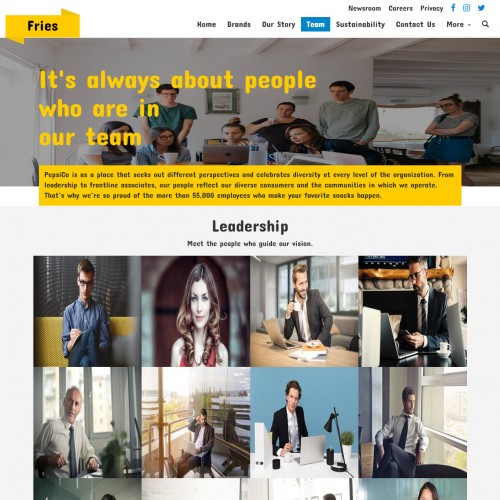 Newsroom Careers Privacy
Fries
Home Brands Our Story Team Sustainability Contact Us More
It's always about people
who are in
our team
PepsiCo is as a place that seeks out different perspectives and celebrates diversity at every level of the organization. From
leadership to frontline associates, our people reflect our diverse consumers and the communities in which we operate.
That's why we're so proud of the more than 55,000 employees who make your favorite snacks happen.
Leadership
Meet the people who guide our vision.